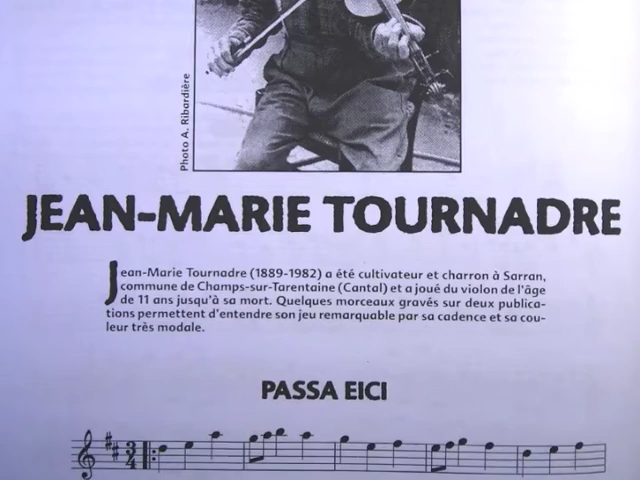 Photo A. Ribardière
JEAN-MARIE TOURNADRE
Jean-Marie Tournadre (1889-1982) a été cultivateur et charron à Sarran,
commune de Champs-sur-Tarentaine (Cantal) et a joué du violon de l'âge
de 11 ans jusqu'à sa mort. Quelques morceaux gravés sur deux publica-
tions permettent d'entendre son jeu remarquable par sa cadence et sa cou-
leur très modale.
PASSA EICI
3
4